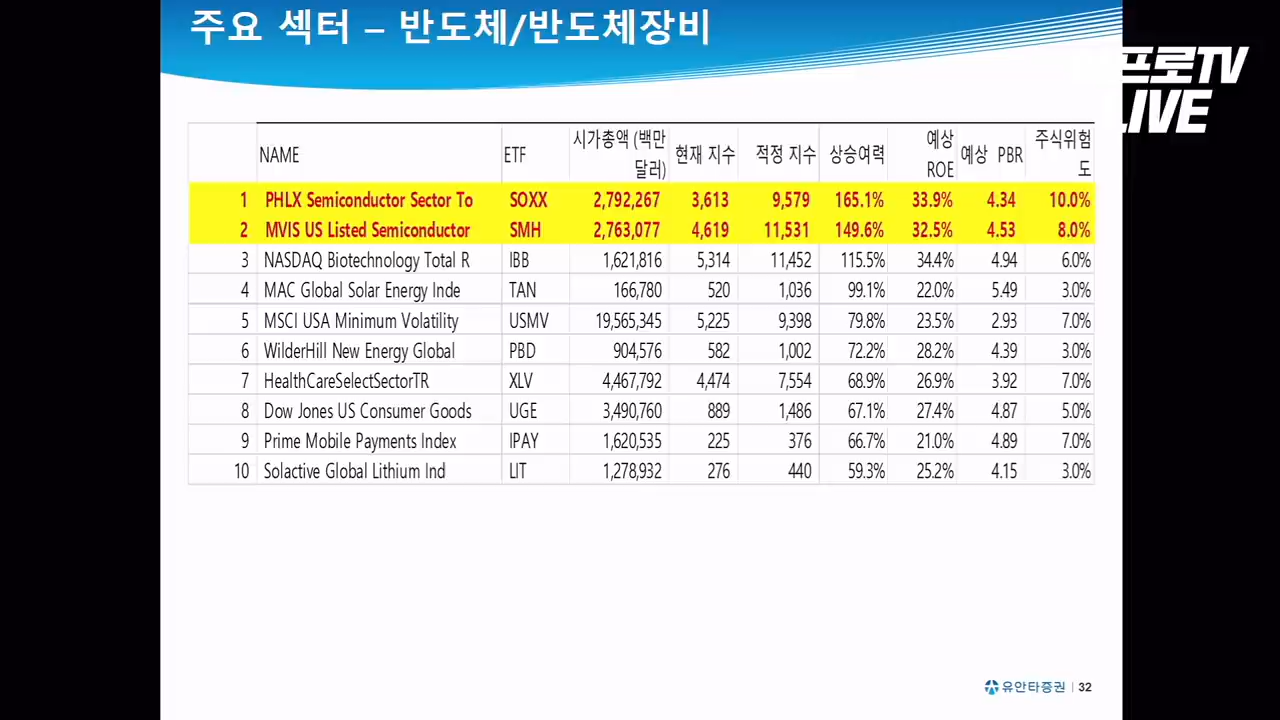 주요 섹터 – 반도체/반도체장비
프로TV
LIVE
NAME ETF 시가총액 (백만 달러) 현재 지수 적정 지수 상승여력 예상 ROE 예상 PBR 주식위험도
1 PHLX Semiconductor Sector To SOXX 2,792,267 3,613 9,579 165.1% 33.9% 4.34 10.0%
2 MVIS US Listed Semiconductor SMH 2,763,077 4,619 11,531 149.6% 32.5% 4.53 8.0%
3 NASDAQ Biotechnology Total R IBB 1,621,816 5,314 11,452 115.5% 34.4% 4.94 6.0%
4 MAC Global Solar Energy Inde TAN 166,780 520 1,036 99.1% 22.0% 5.49 3.0%
5 MSCI USA Minimum Volatility USMV 19,565,345 5,225 9,398 79.8% 23.5% 2.93 7.0%
6 WilderHill New Energy Global PBD 904,576 582 1,002 72.2% 28.2% 4.39 3.0%
7 HealthCareSelectSectorTR XLV 4,467,792 4,474 7,554 68.9% 26.9% 3.92 7.0%
8 Dow Jones US Consumer Goods UGE 3,490,760 889 1,486 67.1% 27.4% 4.87 5.0%
9 Prime Mobile Payments Index IPAY 1,620,535 225 376 66.7% 21.0% 4.89 7.0%
10 Solactive Global Lithium Ind LIT 1,278,932 276 440 59.3% 25.2% 4.15 3.0%
유안타증권 | 32